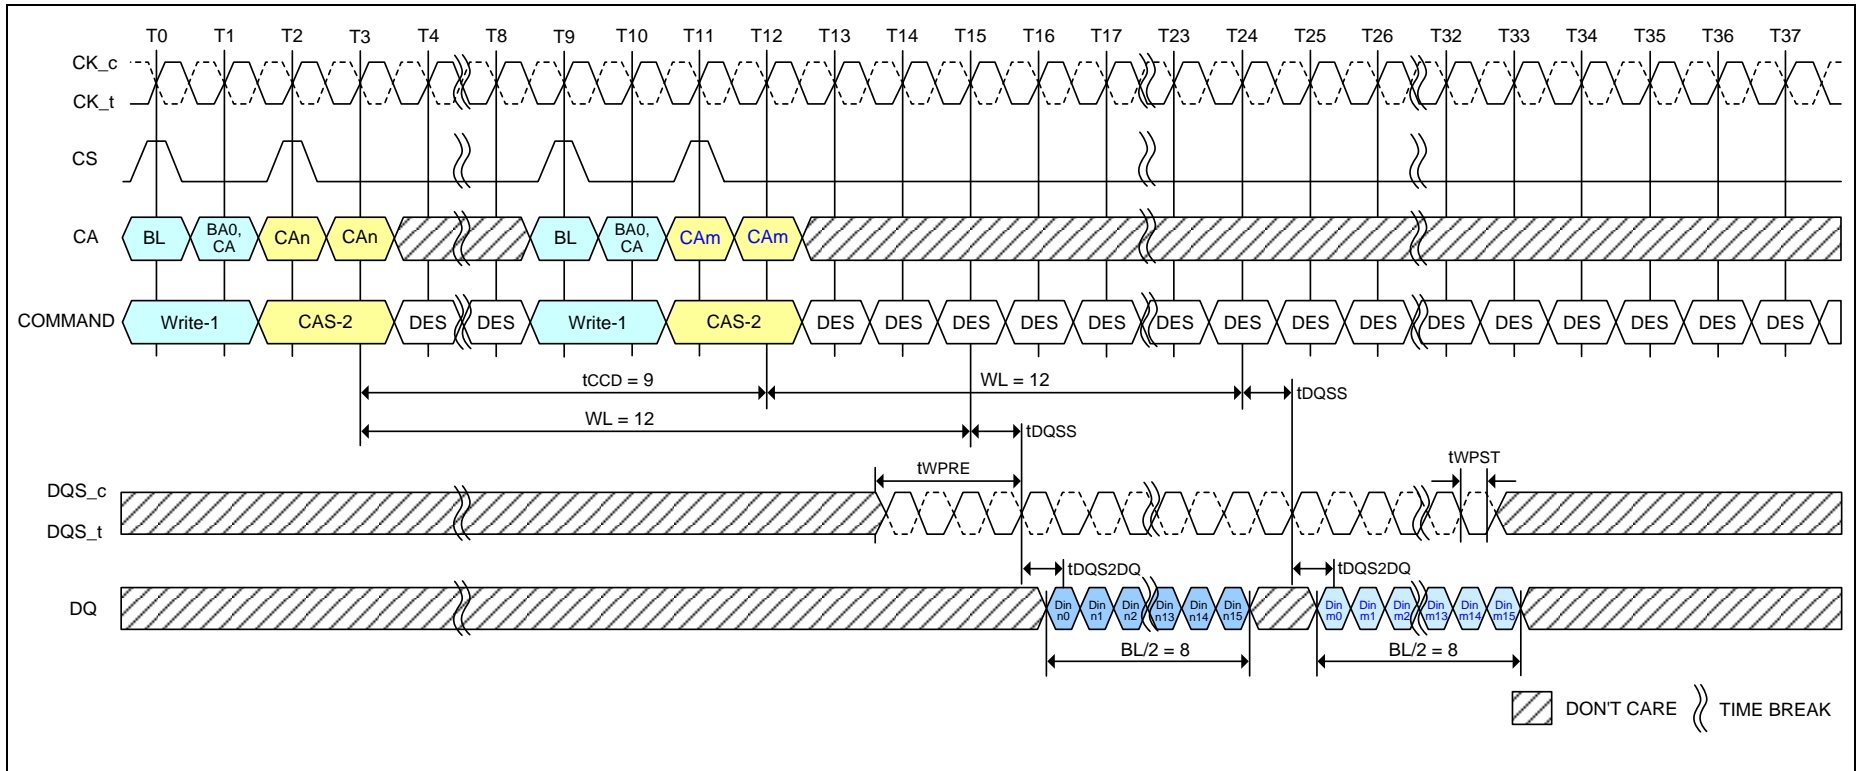 T0 T1 T2 T3 T4 T8 T9 T10 T11 T12 T13 T14 T15 T16 T17 T23 T24 T25 T26 T32 T33 T34 T35 T36 T37
CK_c
CK_t
CS
CA BL BA0, CA CAn CAn BL BA0, CA CAm CAm
COMMAND Write-1 CAS-2 DES DES Write-1 CAS-2 DES DES DES DES DES DES DES DES DES DES DES DES DES DES DES
tCCD = 9 WL = 12 tDQSS
WL = 12 tDQSS
tWPRE tWPST
DQS_c
DQS_t
tDQS2DQ tDQS2DQ
DQ Din n0 Din n1 Din n2 Din n13 Din n14 Din n15 Din m0 Din m1 Din m2 Din m13 Din m14 Din m15
BL/2 = 8 BL/2 = 8
DON'T CARE TIME BREAK